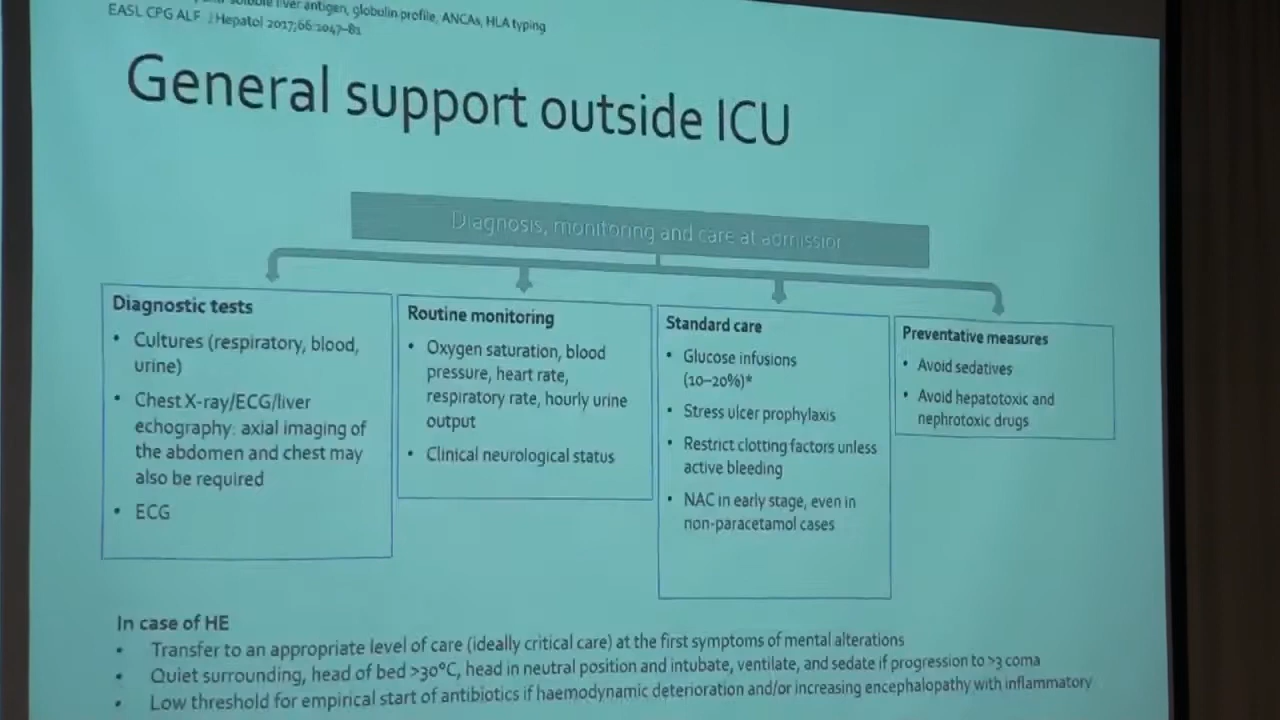 soluble liver antigen, globulin profile, ANCAs, HLA typing
EASL CPG ALF J Hepatol 2017;66:1047–81
General support outside ICU
Diagnosis, monitoring and care at admission
Diagnostic tests
• Cultures (respiratory, blood,
urine)
• Chest X-ray/ECG/liver
echography: axial imaging of
the abdomen and chest may
also be required
• ECG
Routine monitoring
• Oxygen saturation, blood
pressure, heart rate,
respiratory rate, hourly urine
output
• Clinical neurological status
Standard care
• Glucose infusions
(10–20%)*
• Stress ulcer prophylaxis
• Restrict clotting factors unless
active bleeding
• NAC in early stage, even in
non-paracetamol cases
Preventative measures
• Avoid sedatives
• Avoid hepatotoxic and
nephrotoxic drugs
In case of HE
• Transfer to an appropriate level of care (ideally critical care) at the first symptoms of mental alterations
• Quiet surrounding, head of bed >30°C, head in neutral position and intubate, ventilate, and sedate if progression to >3 coma
• Low threshold for empirical start of antibiotics if haemodynamic deterioration and/or increasing encephalopathy with inflammatory